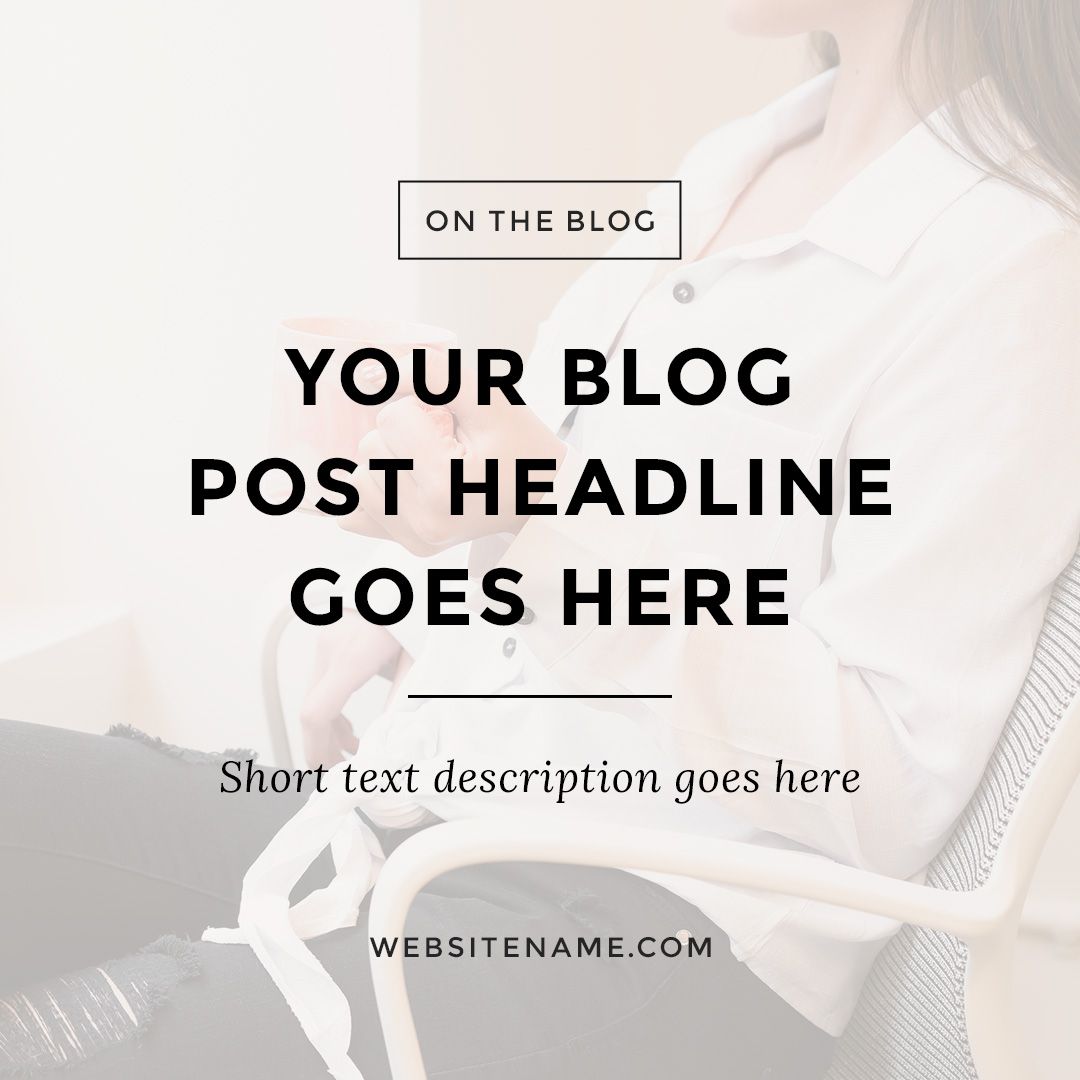 ON THE BLOG
YOUR BLOG
POST HEADLINE
GOES HERE
Short text description goes here
WEBSITENAME.COM